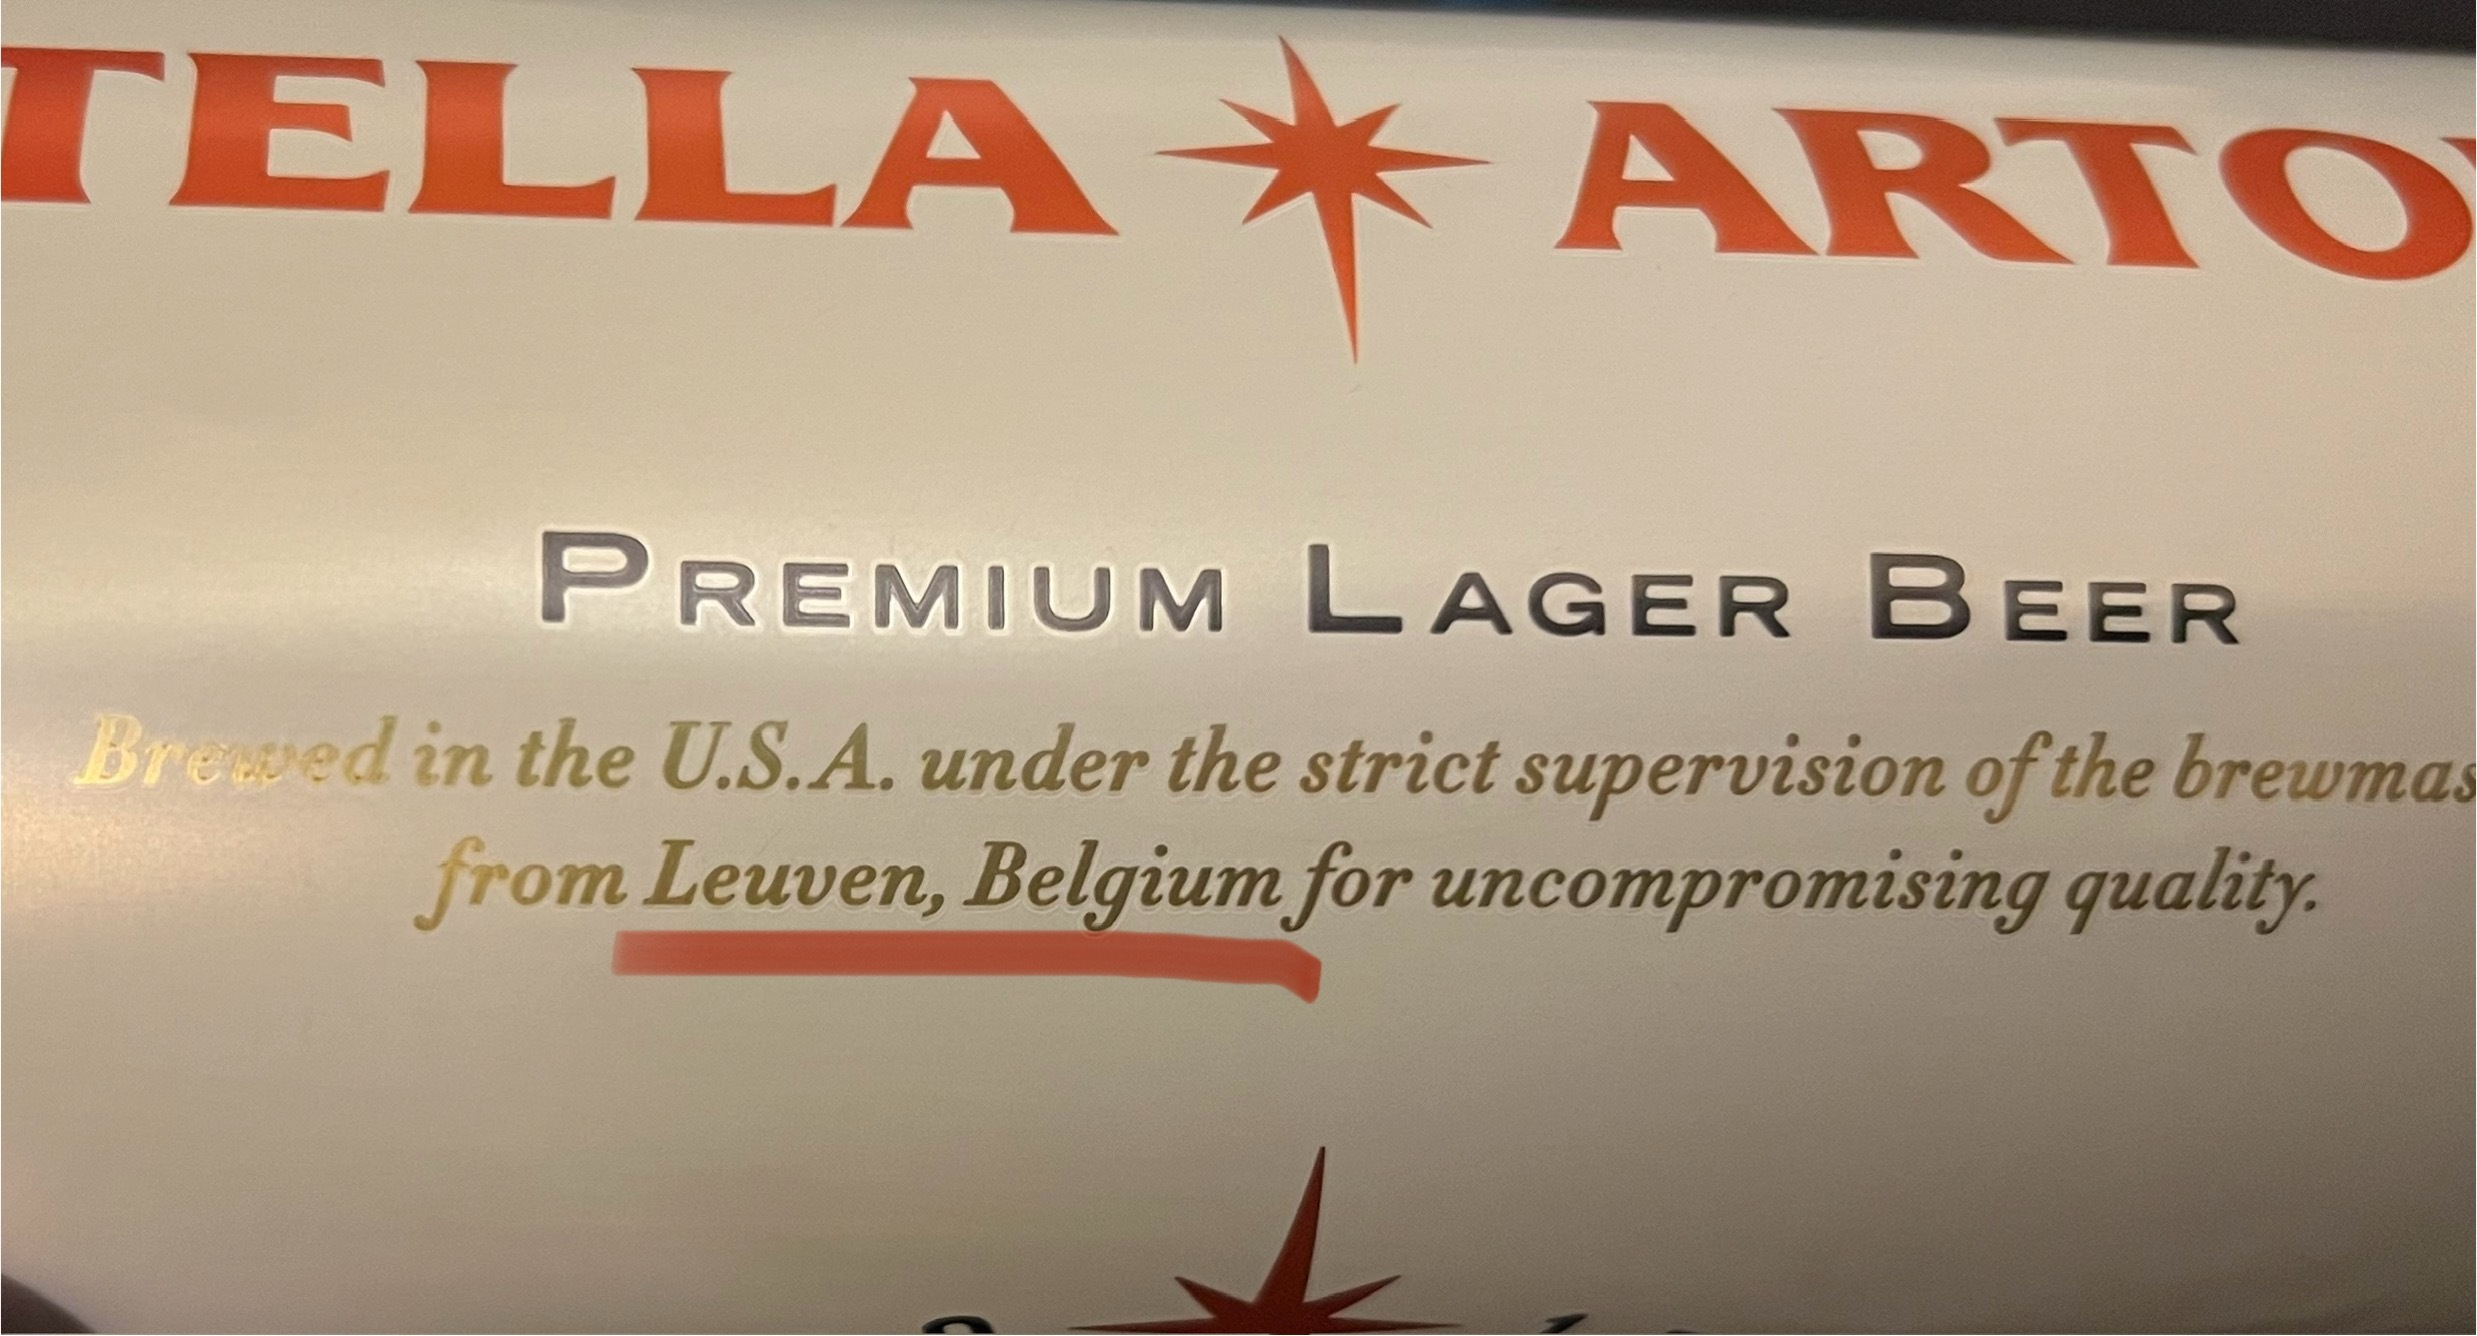 TELLA ARTO
PREMIUM LAGER BEER
Brewed in the U.S.A. under the strict supervision of the brewmas
from Leuven, Belgium for uncompromising quality.